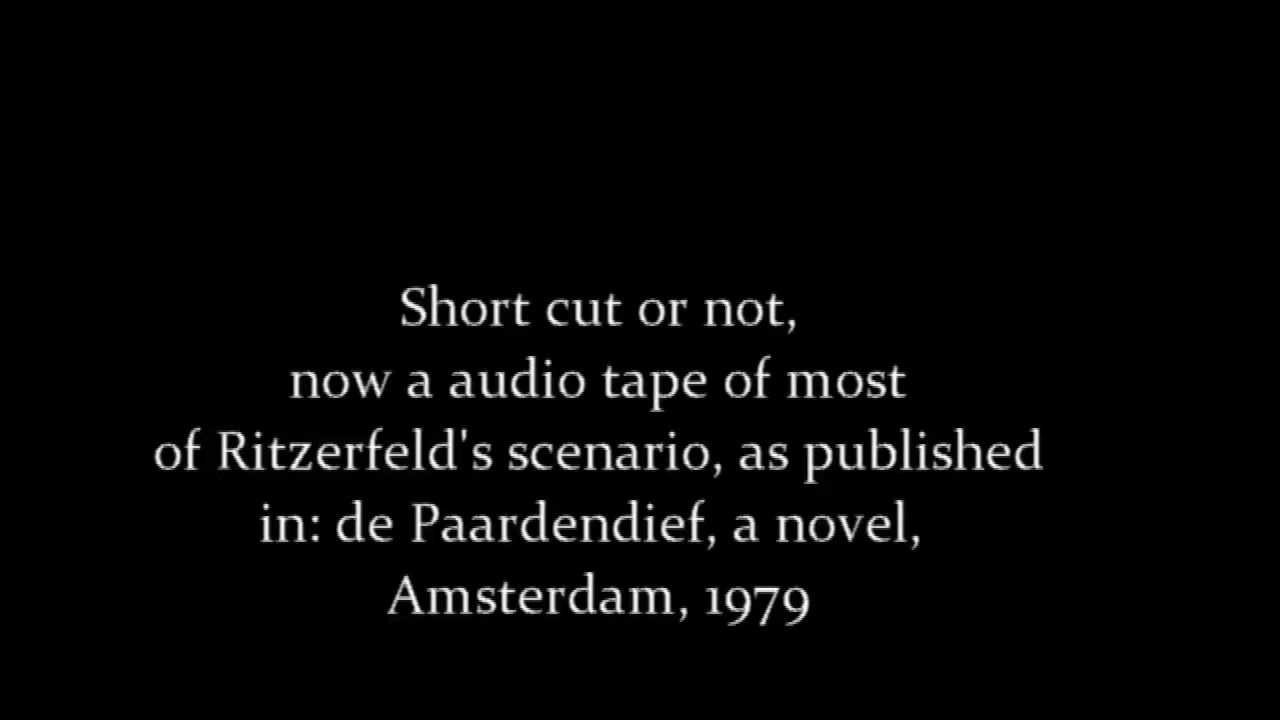 Short cut or not,
now a audio tape of most
of Ritzerfeld's scenario, as published
in: de Paardendief, a novel,
Amsterdam, 1979